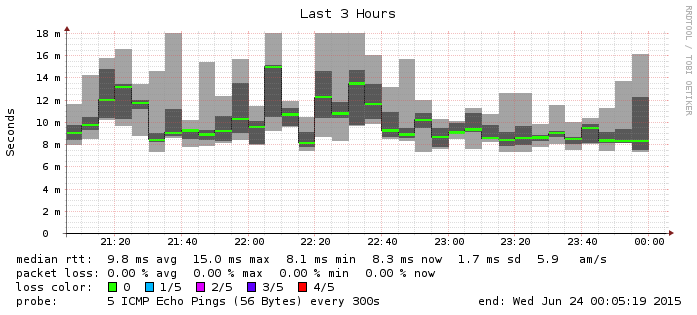 Last 3 Hours
RRDTOOL / TOBI OETIKER
Seconds
18 m
16 m
14 m
12 m
10 m
8 m
6 m
4 m
2 m
0
21:20 21:40 22:00 22:20 22:40 23:00 23:20 23:40 00:00
median rtt: 9.8 ms avg 15.0 ms max 8.1 ms min 8.3 ms now 1.7 ms sd 5.9 am/s
packet loss: 0.00 % avg 0.00 % max 0.00 % min 0.00 % now
loss color: 0 1/5 2/5 3/5 4/5
probe: 5 ICMP Echo Pings (56 Bytes) every 300s end: Wed Jun 24 00:05:19 2015